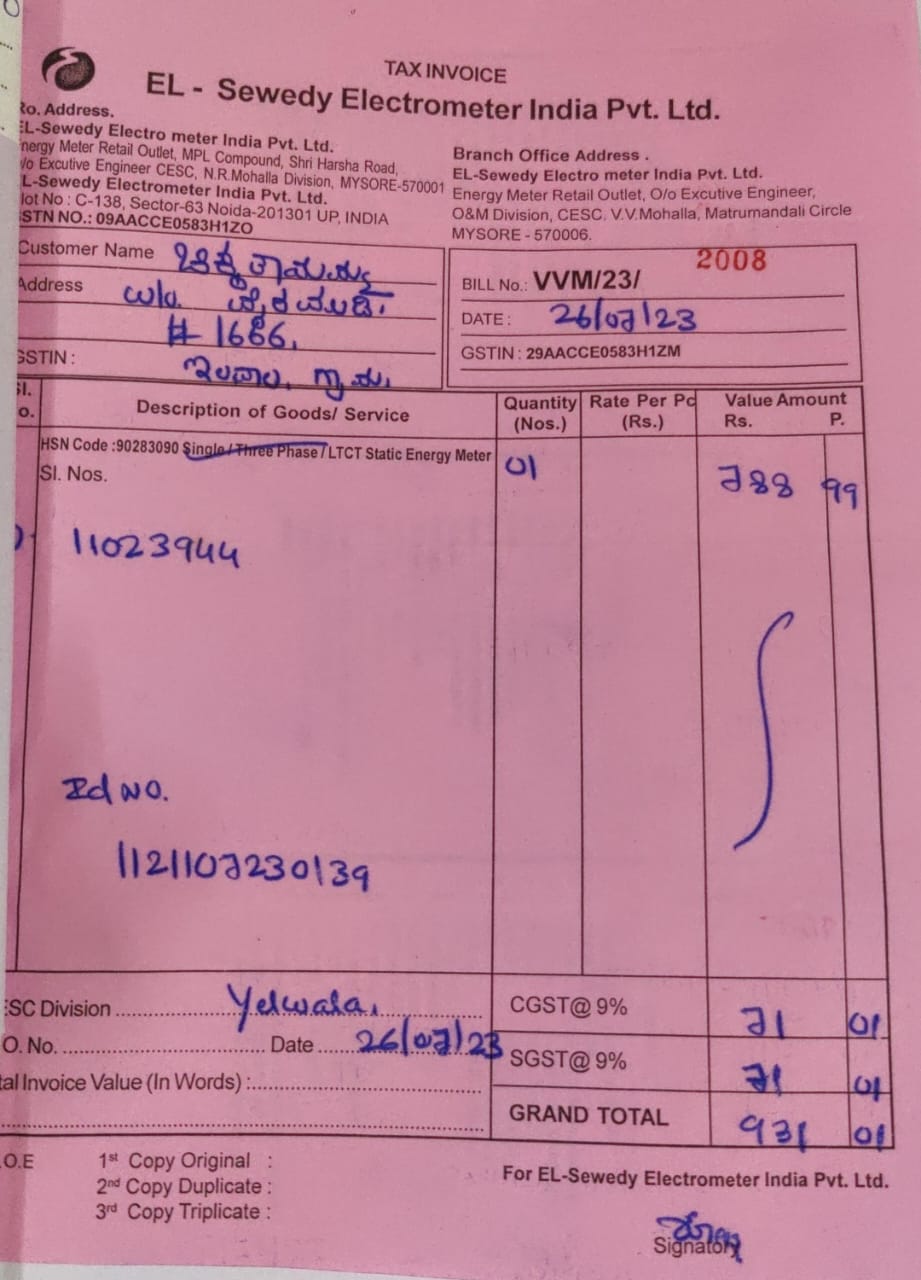 TAX INVOICE
EL - Sewedy Electrometer India Pvt. Ltd.
Ro. Address.
EL-Sewedy Electro meter India Pvt. Ltd.
nergy Meter Retail Outlet, MPL Compound, Shri Harsha Road,
/o Excutive Engineer CESC, N.R.Mohalla Division, MYSORE-570001
L-Sewedy Electrometer India Pvt. Ltd.
lot No : C-138, Sector-63 Noida-201301 UP, INDIA
STN NO.: 09AACCE0583H1ZO
Branch Office Address .
EL-Sewedy Electro meter India Pvt. Ltd.
Energy Meter Retail Outlet, O/o Excutive Engineer,
O&M Division, CESC, V.V.Mohalla, Matrumandali Circle
MYSORE - 570006.
Customer Name
Address w/o.
# 1686,
GSTIN :
2008
BILL No.: VVM/23/
DATE : 26/07/23
GSTIN : 29AACCE0583H1ZM
Sl. o. Description of Goods/ Service Quantity (Nos.) Rate Per Pc (Rs.) Value Amount Rs. P.
HSN Code :90283090 Single / Three Phase / LTCT Static Energy Meter 01 788 99
Sl. Nos.
11023944
Id NO.
1121107230139
ESC Division Yelwala, CGST@ 9% 71 01
O. No. Date 26/07/23 SGST@ 9% 71 01
tal Invoice Value (In Words) : GRAND TOTAL 931 01
.O.E 1st Copy Original :
2nd Copy Duplicate :
3rd Copy Triplicate :
For EL-Sewedy Electrometer India Pvt. Ltd.
Signatory